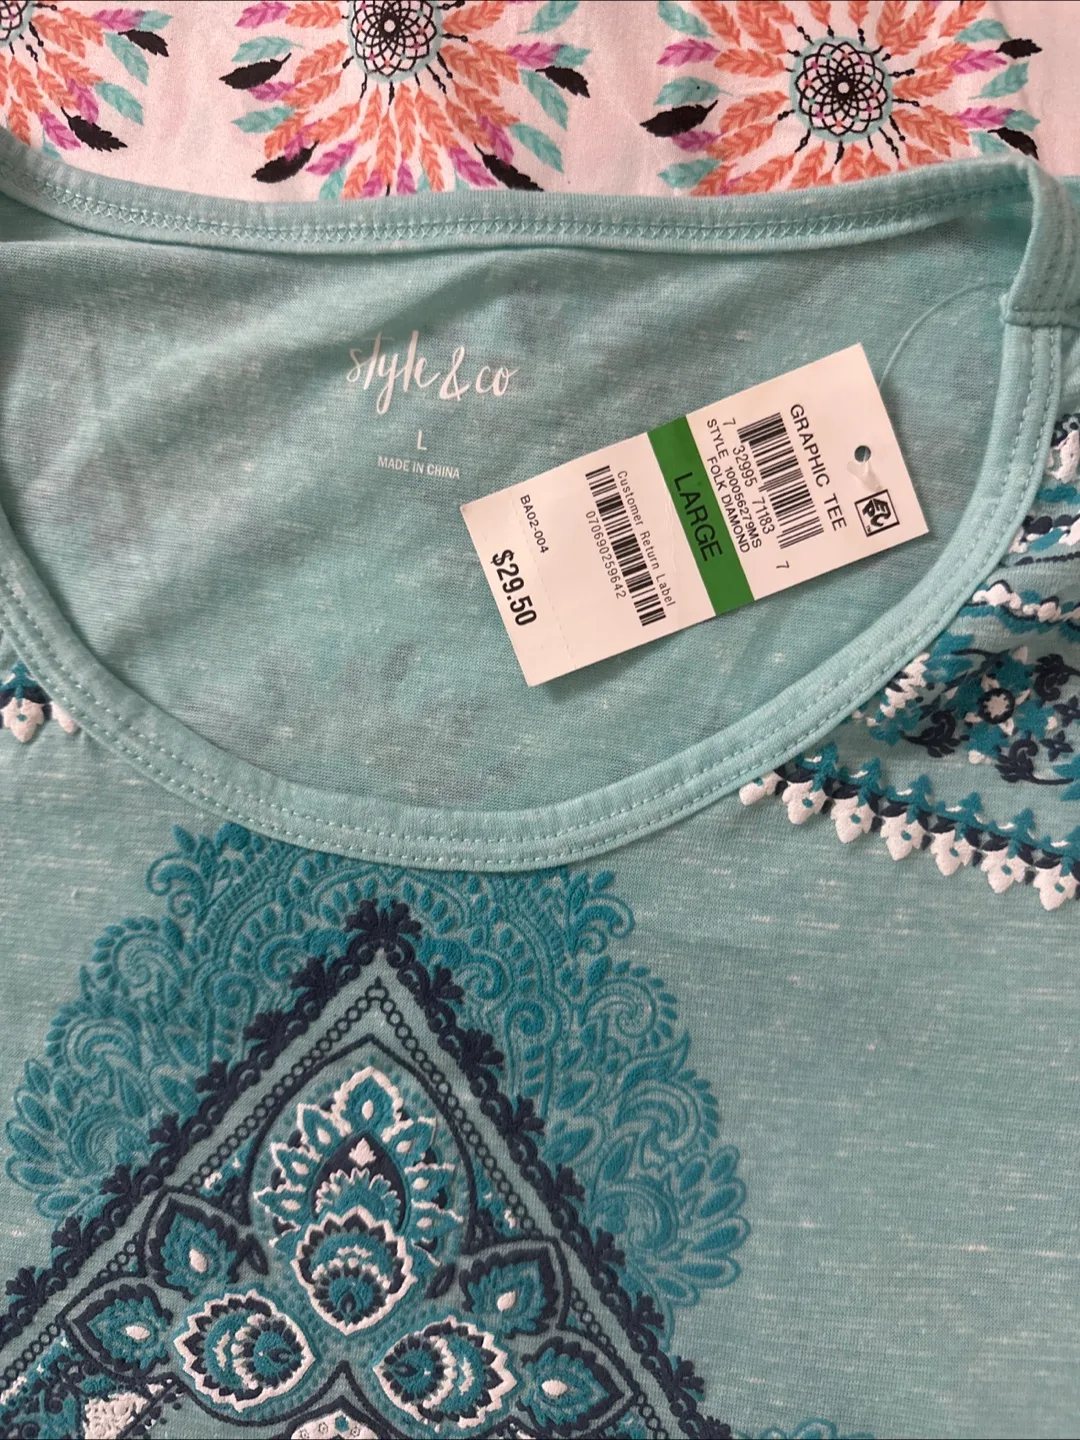 style & co
L
MADE IN CHINA
GRAPHIC TEE
7 32995 71183 7
STYLE 100056279MS
FOLK DIAMOND
LARGE
Customer Return Label
070690259642
BA02-004
$29.50